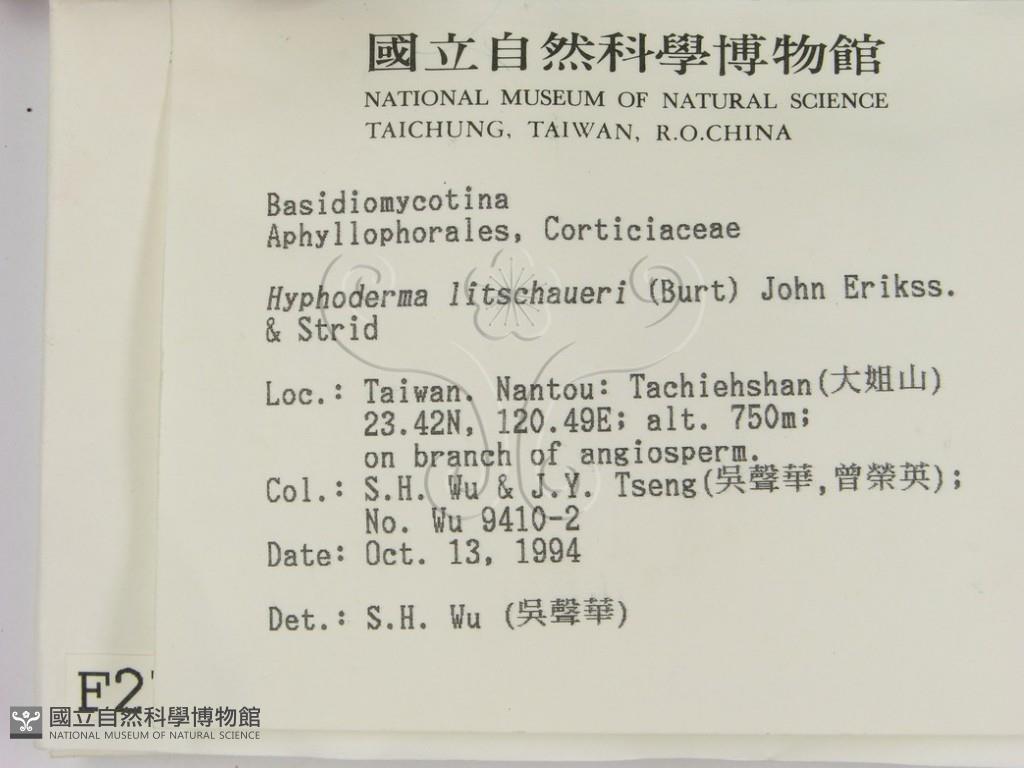 國立自然科學博物館
NATIONAL MUSEUM OF NATURAL SCIENCE
TAICHUNG, TAIWAN, R.O.CHINA
Basidiomycotina
Aphyllophorales, Corticiaceae
Hyphoderma litschaueri (Burt) John Erikss.
& Strid
Loc.: Taiwan. Nantou: Tachiehshan(大姐山)
23.42N, 120.49E; alt. 750m;
on branch of angiosperm.
Col.: S.H. Wu & J.Y. Tseng(吳聲華,曾榮英);
No. Wu 9410-2
Date: Oct. 13, 1994
Det.: S.H. Wu (吳聲華)
F2
國立自然科學博物館
NATIONAL MUSEUM OF NATURAL SCIENCE